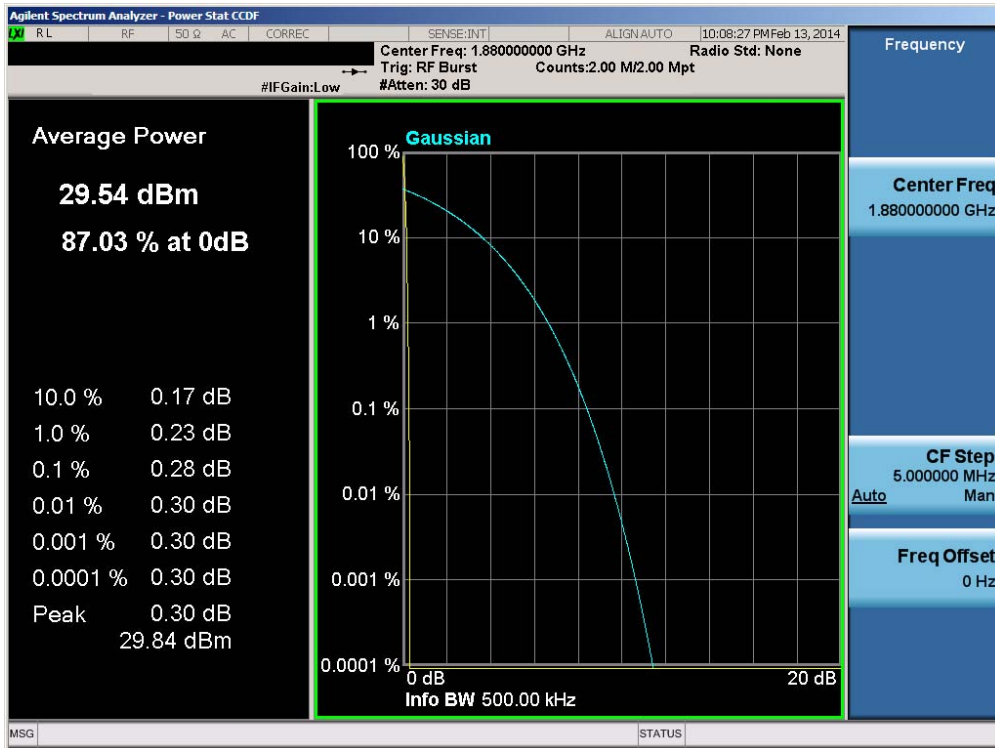 Agilent Spectrum Analyzer - Power Stat CCDF
LXI RL RF 50 Ω AC CORREC SENSE:INT ALIGNAUTO 10:08:27 PMFeb 13, 2014
Center Freq: 1.880000000 GHz Radio Std: None
Trig: RF Burst Counts:2.00 M/2.00 Mpt
#IFGain:Low #Atten: 30 dB
Average Power
29.54 dBm
87.03 % at 0dB
10.0 % 0.17 dB
1.0 % 0.23 dB
0.1 % 0.28 dB
0.01 % 0.30 dB
0.001 % 0.30 dB
0.0001 % 0.30 dB
Peak 0.30 dB
29.84 dBm
Gaussian
100 %
10 %
1 %
0.1 %
0.01 %
0.001 %
0.0001 %
0 dB 20 dB
Info BW 500.00 kHz
Frequency
Center Freq
1.880000000 GHz
CF Step
5.000000 MHz
Auto Man
Freq Offset
0 Hz
MSG STATUS